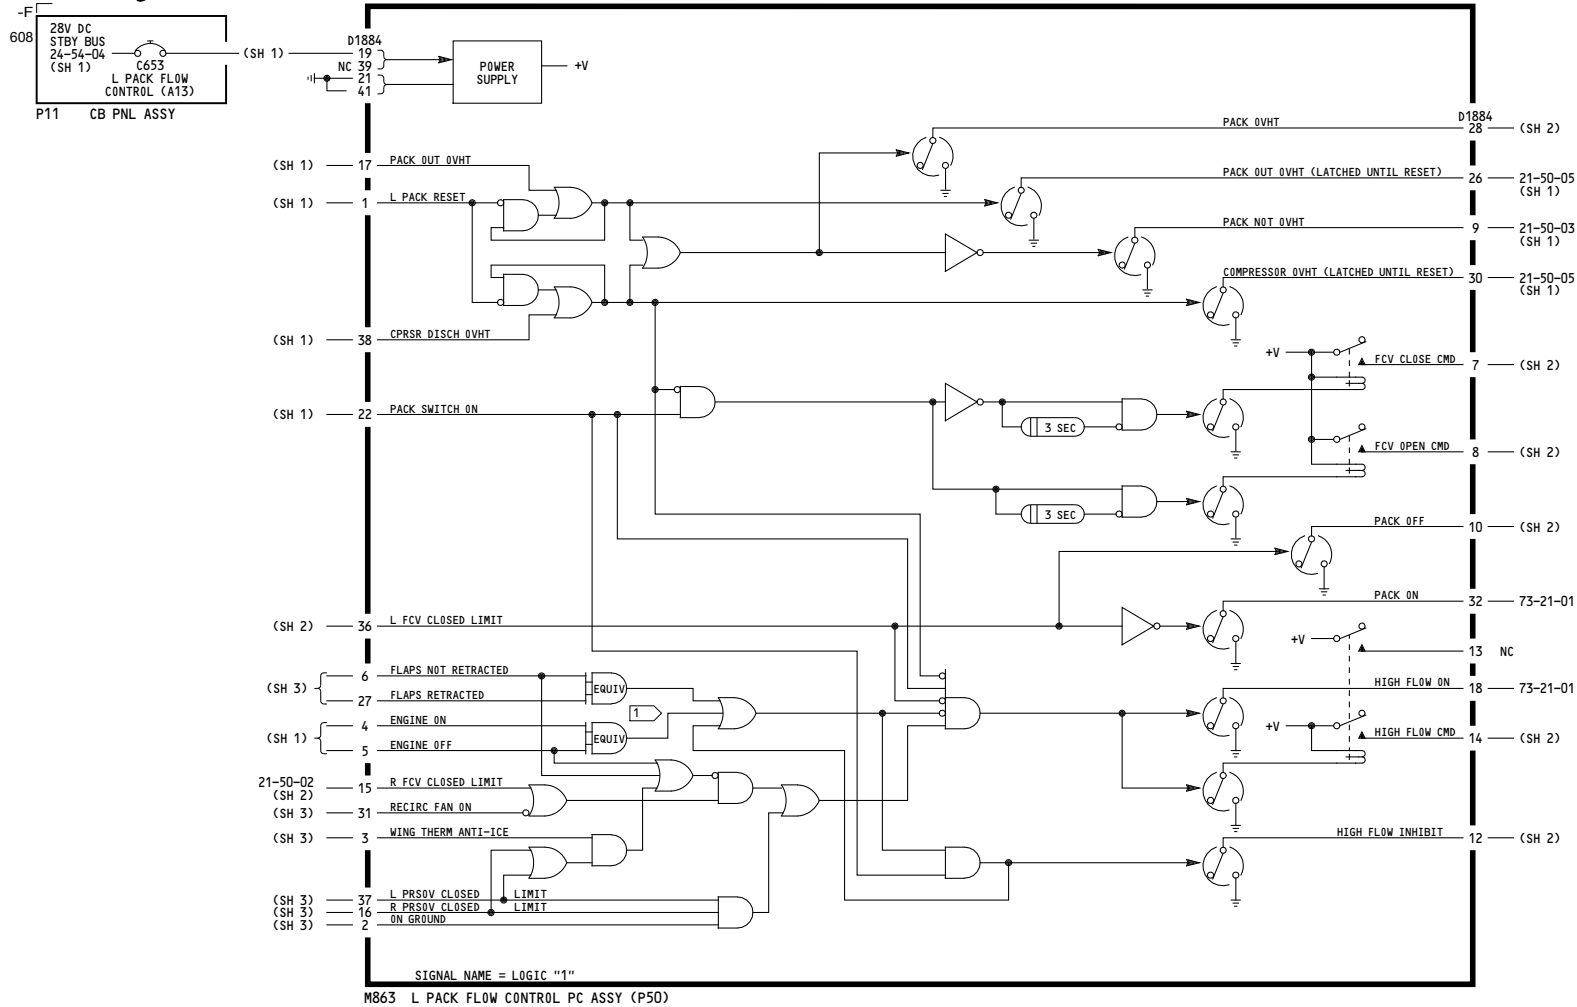 -F
608
28V DC
STBY BUS
24-54-04
(SH 1)
C653
L PACK FLOW
CONTROL (A13)
P11 CB PNL ASSY
(SH 1)
D1884
19
NC 39
21
41
POWER
SUPPLY
+V
D1884
PACK OVHT 28 (SH 2)
(SH 1) 17 PACK OUT OVHT
PACK OUT OVHT (LATCHED UNTIL RESET) 26 21-50-05
(SH 1)
(SH 1) 1 L PACK RESET
PACK NOT OVHT 9 21-50-03
(SH 1)
COMPRESSOR OVHT (LATCHED UNTIL RESET) 30 21-50-05
(SH 1)
(SH 1) 38 CPRSR DISCH OVHT
+V
FCV CLOSE CMD 7 (SH 2)
(SH 1) 22 PACK SWITCH ON
3 SEC
FCV OPEN CMD 8 (SH 2)
3 SEC
PACK OFF 10 (SH 2)
PACK ON 32 73-21-01
(SH 2) 36 L FCV CLOSED LIMIT
+V
13 NC
(SH 3)
6 FLAPS NOT RETRACTED
27 FLAPS RETRACTED
EQUIV
HIGH FLOW ON 18 73-21-01
1
(SH 1)
4 ENGINE ON
5 ENGINE OFF
EQUIV
+V
HIGH FLOW CMD 14 (SH 2)
21-50-02
(SH 2)
15 R FCV CLOSED LIMIT
(SH 3) 31 RECIRC FAN ON
(SH 3) 3 WING THERM ANTI-ICE
HIGH FLOW INHIBIT 12 (SH 2)
(SH 3) 37 L PRSOV CLOSED LIMIT
(SH 3) 16 R PRSOV CLOSED LIMIT
(SH 3) 2 ON GROUND
SIGNAL NAME = LOGIC "1"
M863 L PACK FLOW CONTROL PC ASSY (P50)